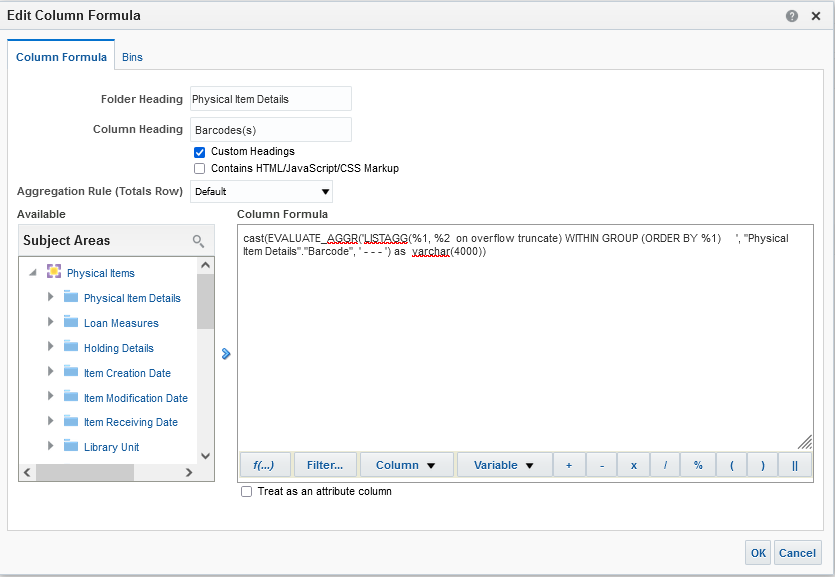 Edit Column Formula
Column Formula
Bins
Folder Heading
Physical Item Details
Column Heading
Barcodes(s)
Custom Headings
Contains HTML/JavaScript/CSS Markup
Aggregation Rule (Totals Row)
Default
Available
Column Formula
Subject Areas
Physical Items
Physical Item Details
Loan Measures
Holding Details
Item Creation Date
Item Modification Date
Item Receiving Date
Library Unit
cast(EVALUATE_AGGR('LISTAGG(%1, %2  on overflow truncate) WITHIN GROUP (ORDER BY %1)     ', "Physical
Item Details"."Barcode", ' - - - ') as  varchar(4000))
f(...)
Filter...
Column
Variable
+
-
x
/
%
(
)
||
Treat as an attribute column
OK
Cancel